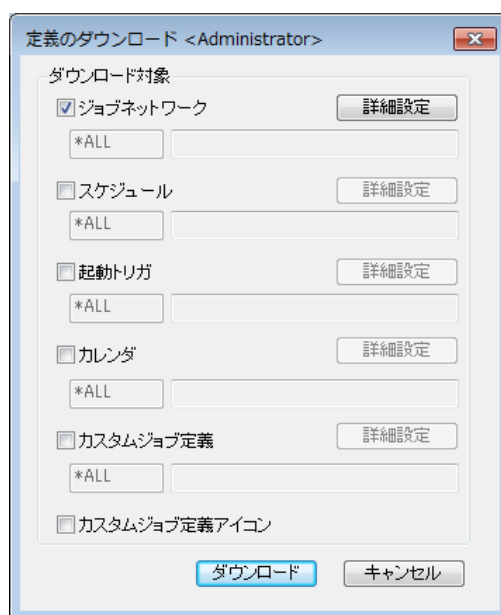 定義のダウンロード <Administrator>
ダウンロード対象
ジョブネットワーク 詳細設定
*ALL
スケジュール 詳細設定
*ALL
起動トリガ 詳細設定
*ALL
カレンダ 詳細設定
*ALL
カスタムジョブ定義 詳細設定
*ALL
カスタムジョブ定義アイコン
ダウンロード キャンセル